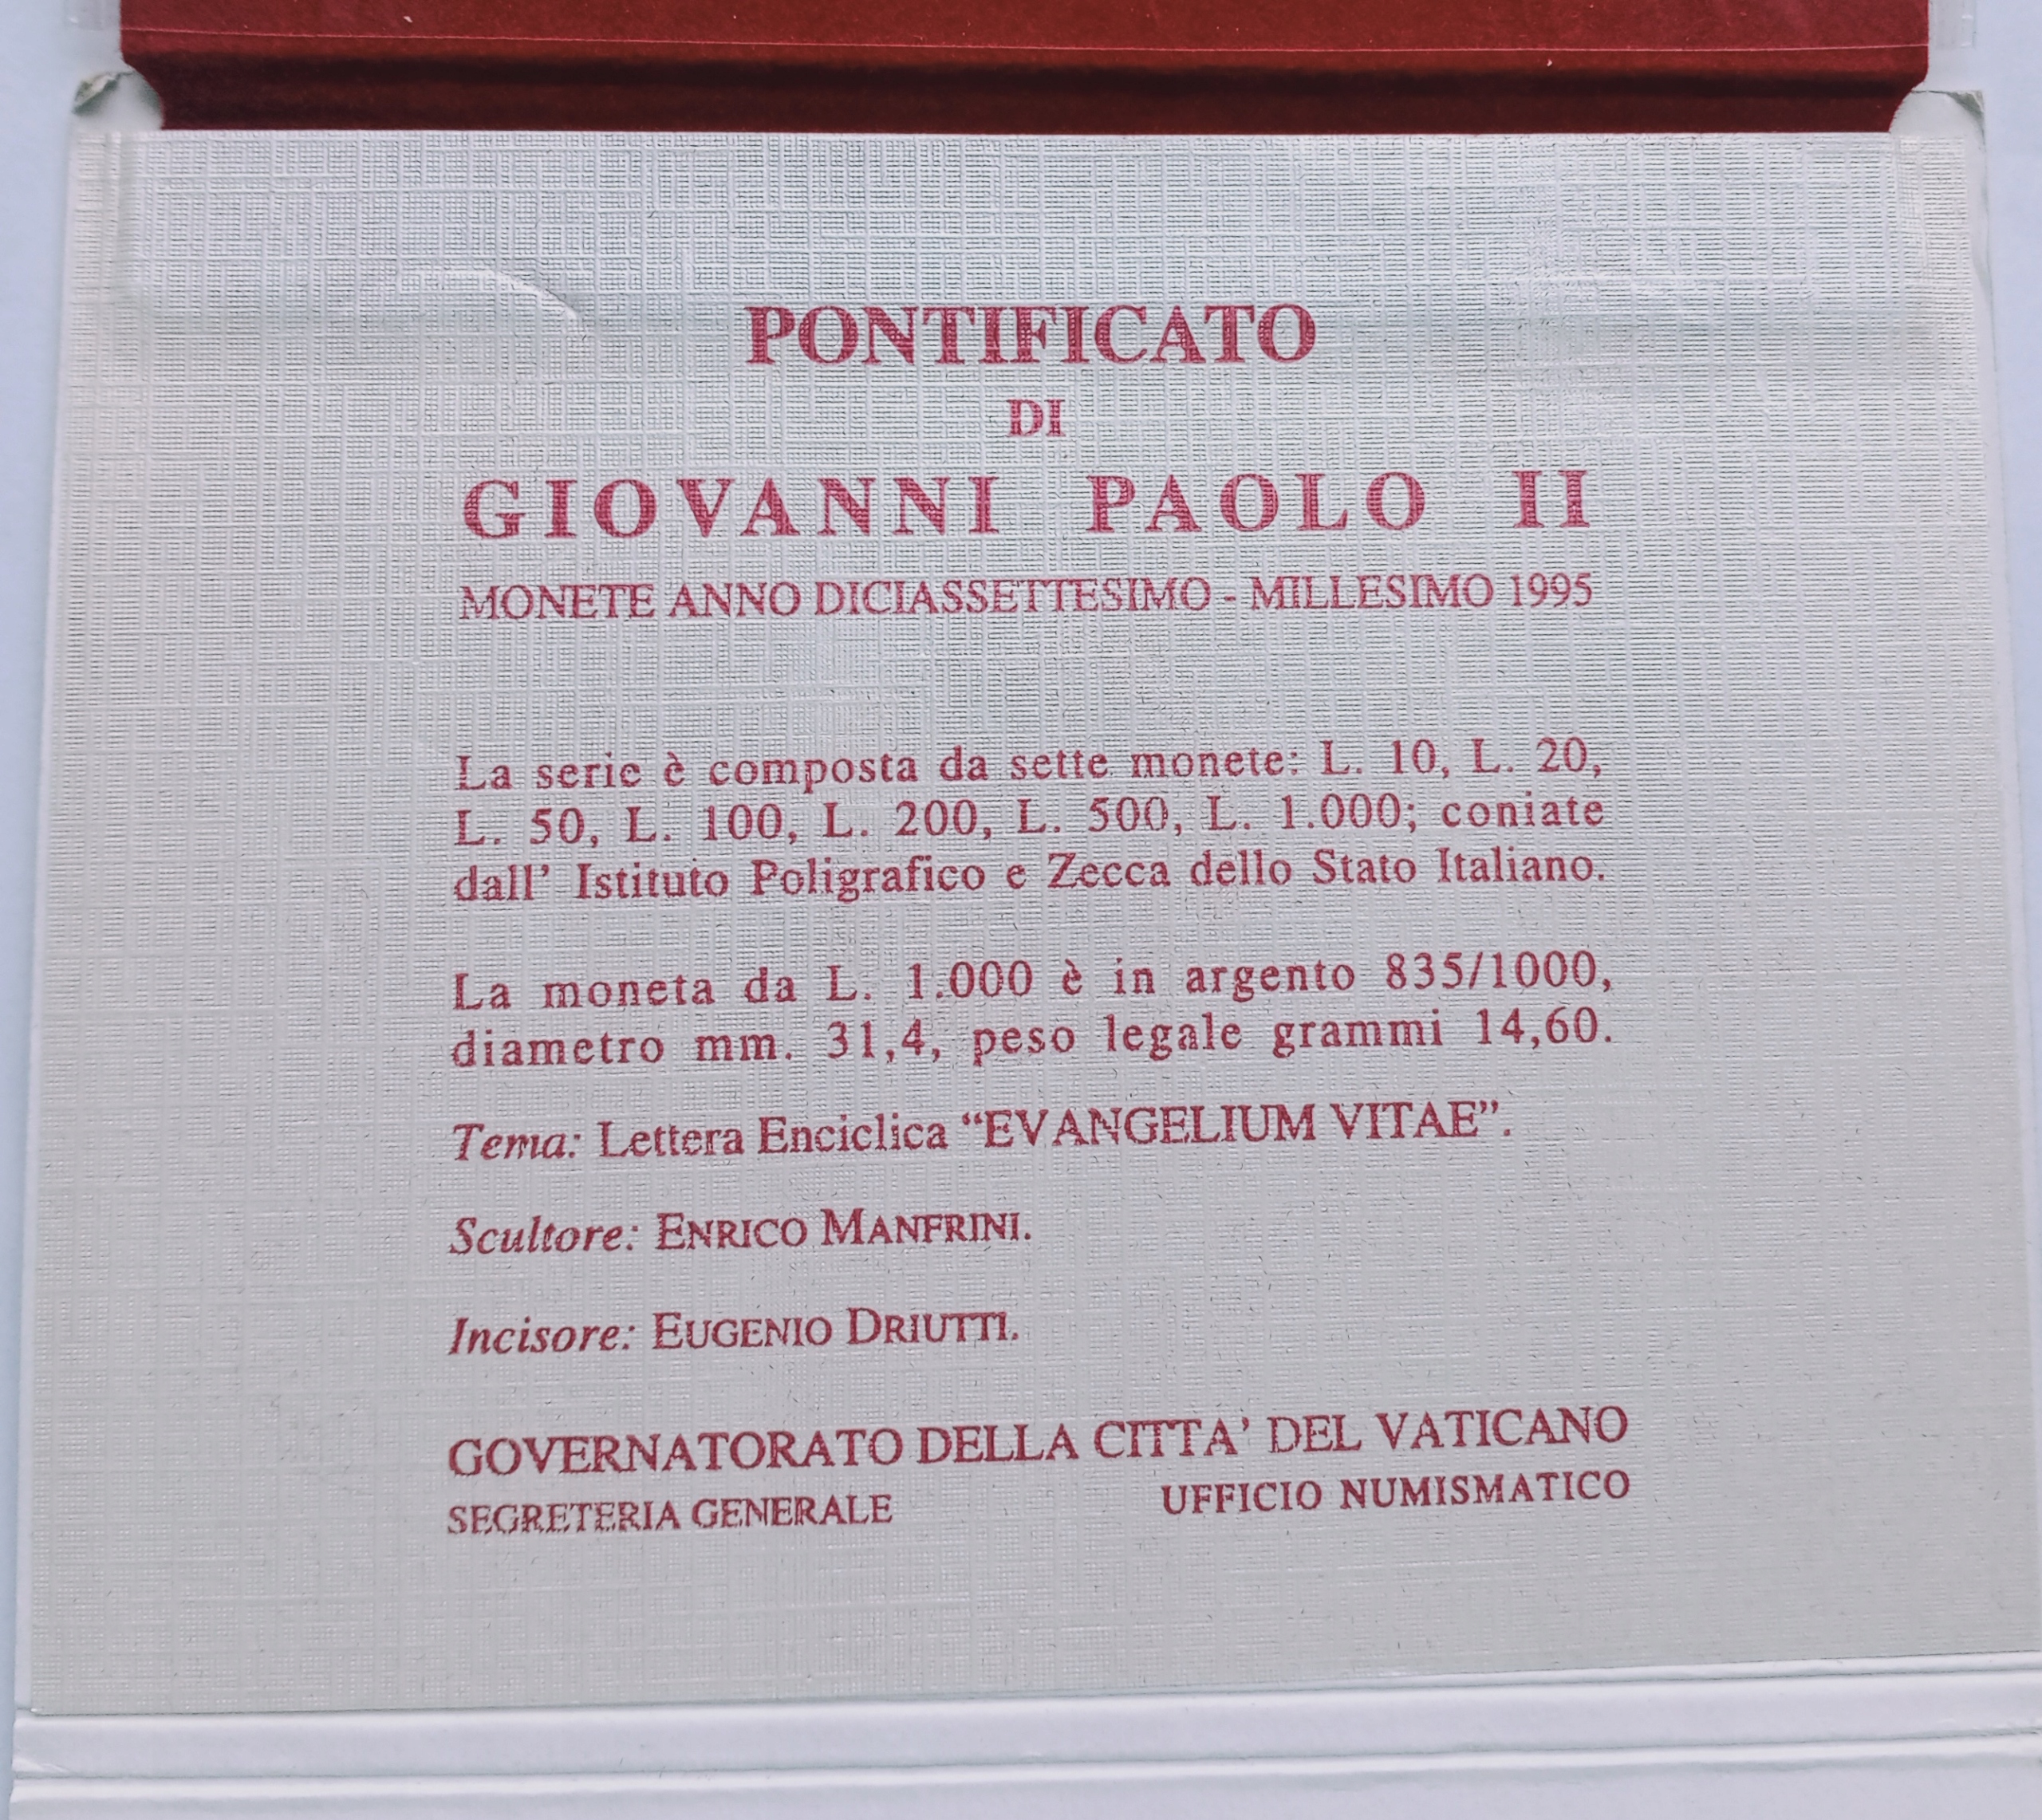 PONTIFICATO
DI
GIOVANNI PAOLO II
MONETE ANNO DICIASSETTESIMO - MILLESIMO 1995
La serie è composta da sette monete: L. 10, L. 20,
L. 50, L. 100, L. 200, L. 500, L. 1.000; coniate
dall' Istituto Poligrafico e Zecca dello Stato Italiano.
La moneta da L. 1.000 è in argento 835/1000,
diametro mm. 31,4, peso legale grammi 14,60.
Tema: Lettera Enciclica “EVANGELIUM VITAE”.
Scultore: ENRICO MANFRINI.
Incisore: EUGENIO DRIUTTI.
GOVERNATORATO DELLA CITTA' DEL VATICANO
SEGRETERIA GENERALE UFFICIO NUMISMATICO